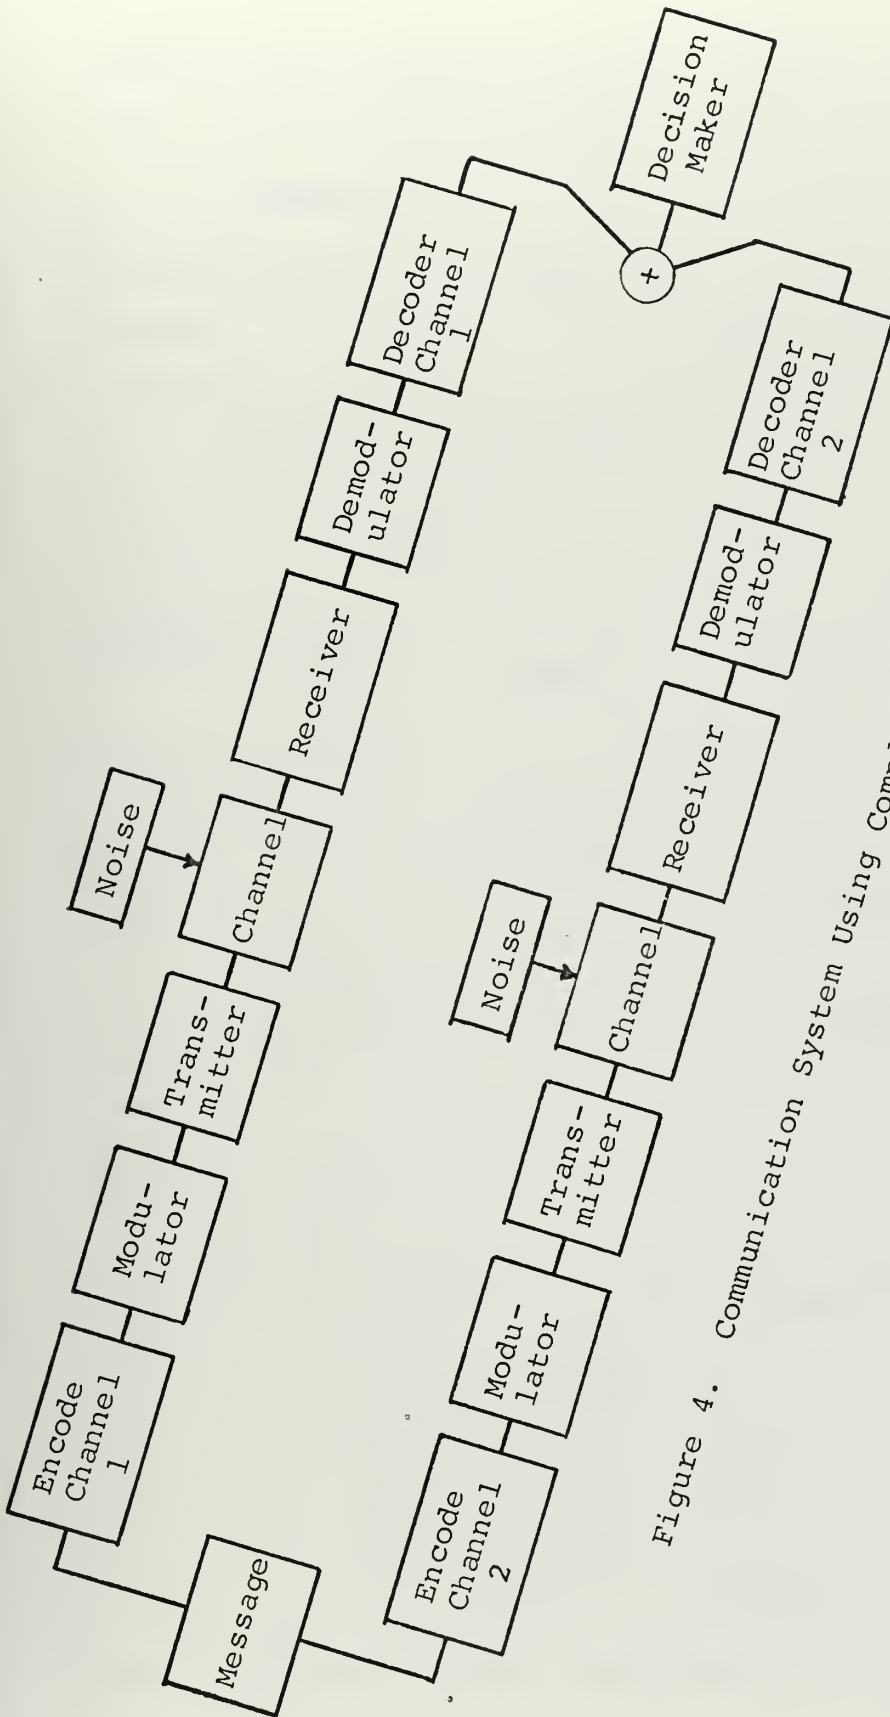 Message
Encode
Channel
1
Modu-
lator
Trans-
mitter
Noise
Channel
Receiver
Demod-
ulator
Decoder
Channel
1
Encode
Channel
2
Modu-
lator
Trans-
mitter
Noise
Channel
Receiver
Demod-
ulator
Decoder
Channel
2
+
Decision
Maker
Figure 4. Communication System Using